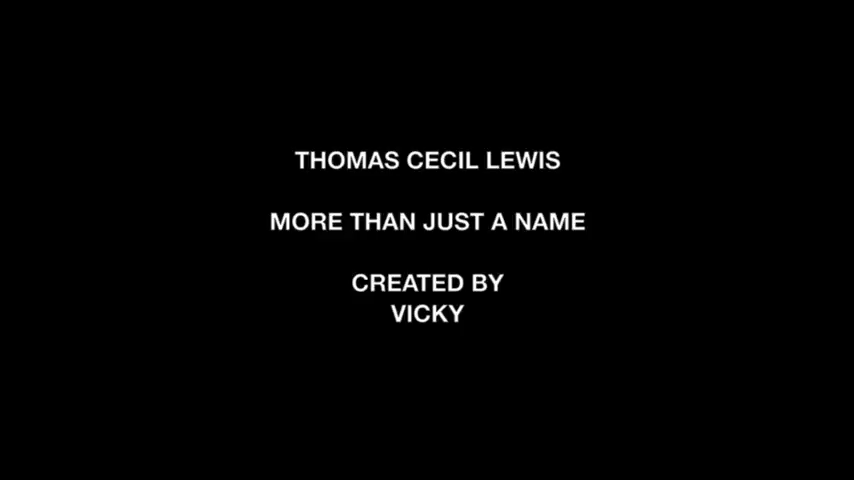 THOMAS CECIL LEWIS
MORE THAN JUST A NAME
CREATED BY
VICKY